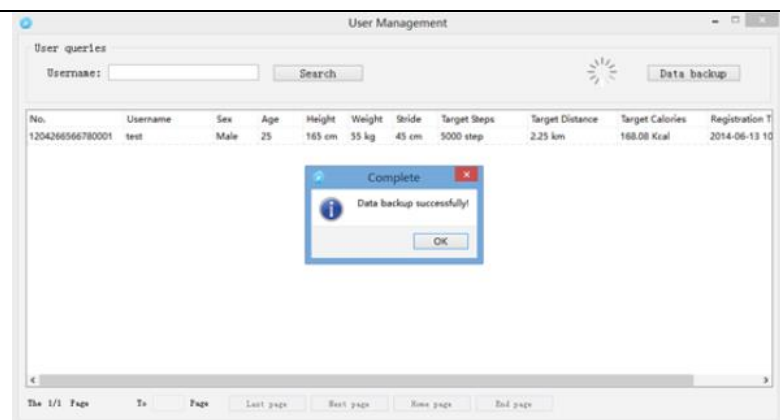 User Management
User queries
Username: Search Data backup
No. Username Sex Age Height Weight Stride Target Steps Target Distance Target Calories Registration T
1204266566780001 test Male 25 165 cm 55 kg 45 cm 5000 step 2.25 km 168.08 Kcal 2014-06-13 10
Complete
Data backup successfully!
OK
The 1/1 Page To Page Last page Next page Home page End page